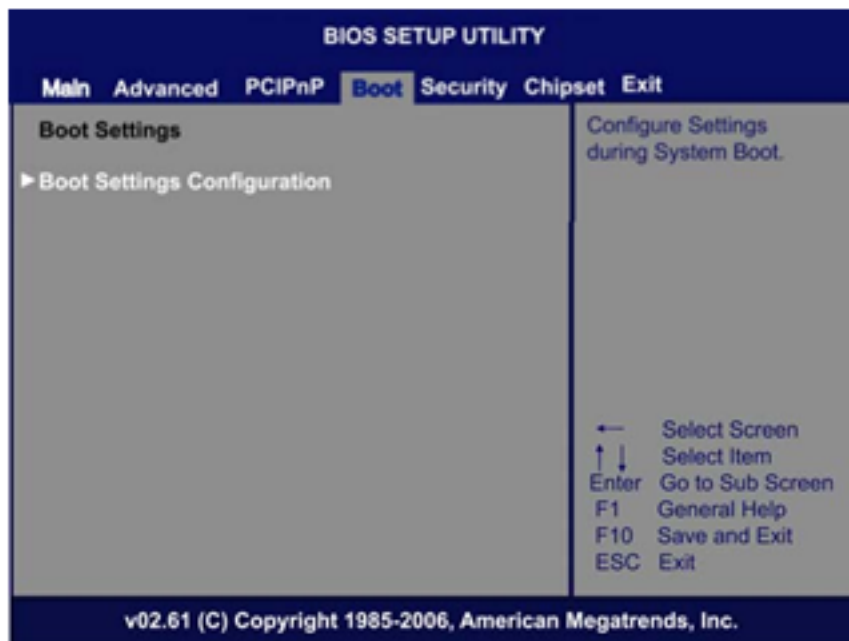 BIOS SETUP UTILITY
Main Advanced PCIPnP Boot Security Chipset Exit
Boot Settings
►Boot Settings Configuration
Configure Settings
during System Boot.
← Select Screen
↑↓ Select Item
Enter Go to Sub Screen
F1 General Help
F10 Save and Exit
ESC Exit
v02.61 (C) Copyright 1985-2006, American Megatrends, Inc.